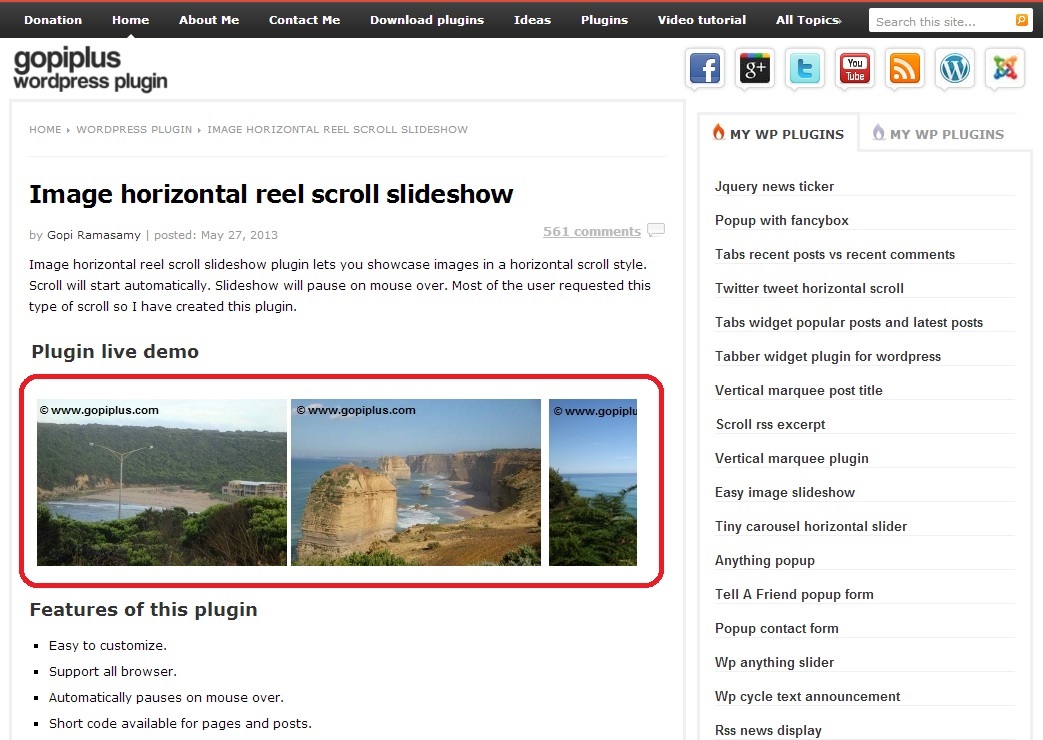 Donation Home About Me Contact Me Download plugins Ideas Plugins Video tutorial All Topics» Search this site...
gopiplus
wordpress plugin
f g+ t You Tube
HOME WORDPRESS PLUGIN IMAGE HORIZONTAL REEL SCROLL SLIDESHOW
Image horizontal reel scroll slideshow
by Gopi Ramasamy | posted: May 27, 2013
561 comments
Image horizontal reel scroll slideshow plugin lets you showcase images in a horizontal scroll style.
Scroll will start automatically. Slideshow will pause on mouse over. Most of the user requested this
type of scroll so I have created this plugin.
Plugin live demo
© www.gopiplus.com © www.gopiplus.com © www.gopiplu
Features of this plugin
Easy to customize.
Support all browser.
Automatically pauses on mouse over.
Short code available for pages and posts.
MY WP PLUGINS MY WP PLUGINS
Jquery news ticker
Popup with fancybox
Tabs recent posts vs recent comments
Twitter tweet horizontal scroll
Tabs widget popular posts and latest posts
Tabber widget plugin for wordpress
Vertical marquee post title
Scroll rss excerpt
Vertical marquee plugin
Easy image slideshow
Tiny carousel horizontal slider
Anything popup
Tell A Friend popup form
Popup contact form
Wp anything slider
Wp cycle text announcement
Rss news display